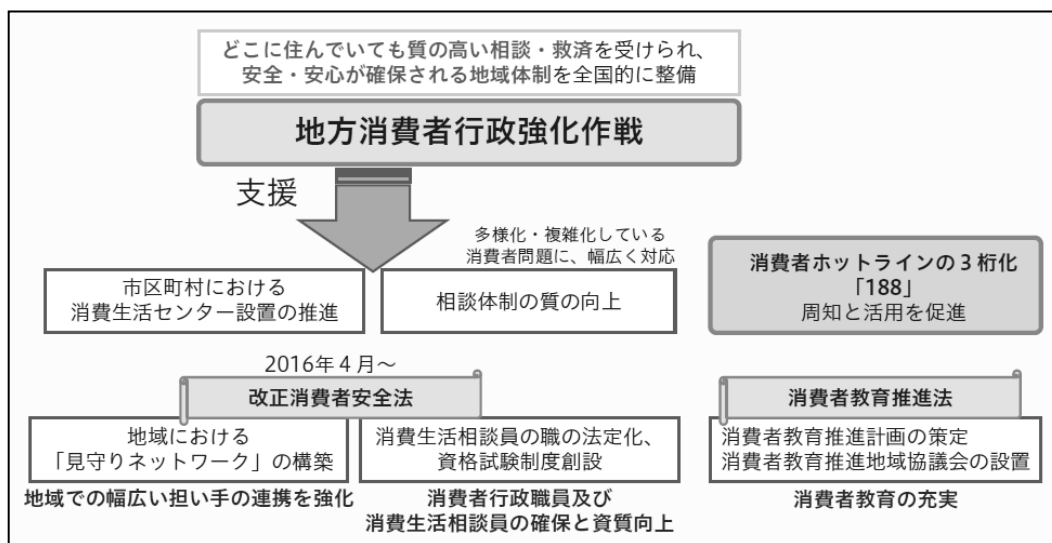 どこに住んでいても質の高い相談・救済を受けられ、
安全・安心が確保される地域体制を全国的に整備
地方消費者行政強化作戦
支援
多様化・複雑化している
消費者問題に、幅広く対応
市区町村における
消費生活センター設置の推進
相談体制の質の向上
消費者ホットラインの3桁化
「188」
周知と活用を促進
2016年4月～
改正消費者安全法
地域における
「見守りネットワーク」の構築
地域での幅広い担い手の連携を強化
消費生活相談員の職の法定化、
資格試験制度創設
消費者行政職員及び
消費生活相談員の確保と資質向上
消費者教育推進法
消費者教育推進計画の策定
消費者教育推進地域協議会の設置
消費者教育の充実